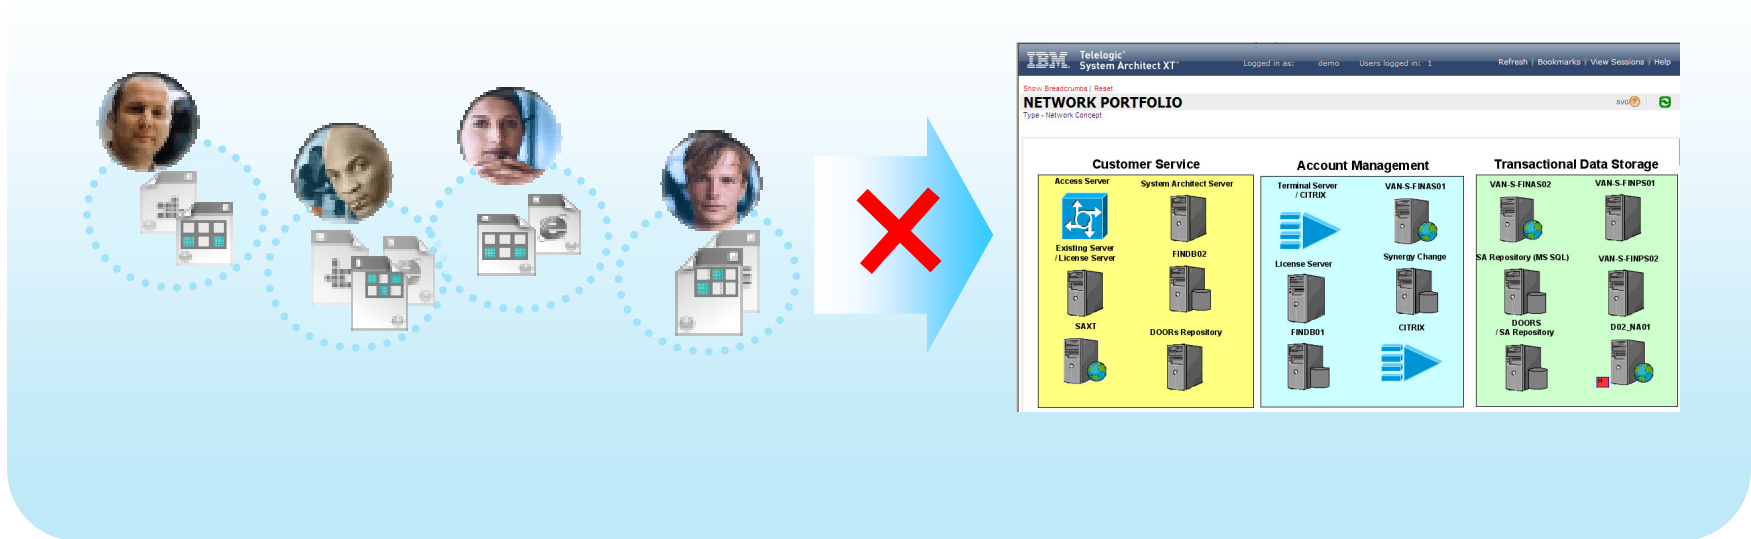 IBM. Telelogic®
System Architect XT™
Logged in as: demo Users logged in: 1
Refresh | Bookmarks | View Sessions | Help
Show Breadcrumbs | Reset
NETWORK PORTFOLIO
SVG ?
Type - Network Concept
Customer Service
Access Server
System Architect Server
Existing Server
/ License Server
FINDB02
SAXT
DOORs Repository
Account Management
Terminal Server
/ CITRIX
VAN-S-FINAS01
License Server
Synergy Change
FINDB01
CITRIX
Transactional Data Storage
VAN-S-FINAS02
VAN-S-FINPS01
SA Repository (MS SQL)
VAN-S-FINPS02
DOORS
/ SA Repository
D02_NA01
H